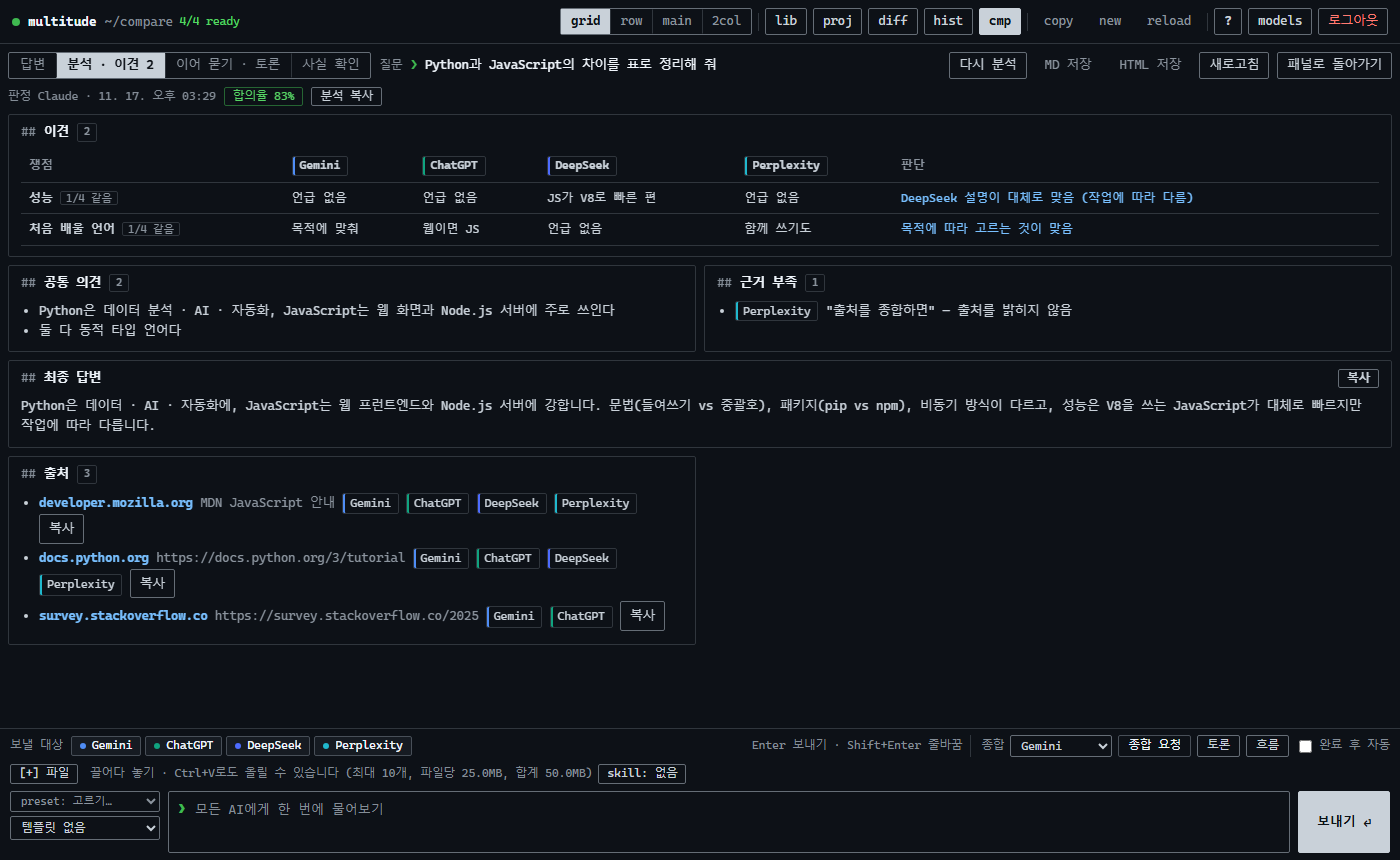 multitude ~/compare 4/4 ready grid row main 2col lib proj diff hist cmp copy new reload ? models 로그아웃
답변 분석 · 이견 2 이어 묻기 · 토론 사실 확인 질문 ❯ Python과 JavaScript의 차이를 표로 정리해 줘 다시 분석 MD 저장 HTML 저장 새로고침 패널로 돌아가기
판정 Claude · 11. 17. 오후 03:29 합의율 83% 분석 복사
## 이견 2
쟁점 Gemini ChatGPT DeepSeek Perplexity 판단
성능 1/4 같음 언급 없음 언급 없음 JS가 V8로 빠른 편 언급 없음 DeepSeek 설명이 대체로 맞음 (작업에 따라 다름)
처음 배울 언어 1/4 같음 목적에 맞춰 웹이면 JS 언급 없음 함께 쓰기도 목적에 따라 고르는 것이 맞음
## 공통 의견 2
• Python은 데이터 분석 · AI · 자동화, JavaScript는 웹 화면과 Node.js 서버에 주로 쓰인다
• 둘 다 동적 타입 언어다
## 근거 부족 1
• Perplexity "출처를 종합하면" — 출처를 밝히지 않음
## 최종 답변 복사
Python은 데이터 · AI · 자동화에, JavaScript는 웹 프런트엔드와 Node.js 서버에 강합니다. 문법(들여쓰기 vs 중괄호), 패키지(pip vs npm), 비동기 방식이 다르고, 성능은 V8을 쓰는 JavaScript가 대체로 빠르지만
작업에 따라 다릅니다.
## 출처 3
• developer.mozilla.org MDN JavaScript 안내 Gemini ChatGPT DeepSeek Perplexity
복사
• docs.python.org https://docs.python.org/3/tutorial Gemini ChatGPT DeepSeek
Perplexity 복사
• survey.stackoverflow.co https://survey.stackoverflow.co/2025 Gemini ChatGPT 복사
보낼 대상 Gemini ChatGPT DeepSeek Perplexity Enter 보내기 · Shift+Enter 줄바꿈 종합 Gemini 종합 요청 토론 흐름 완료 후 자동
[+] 파일 끌어다 놓기 · Ctrl+V로도 올릴 수 있습니다 (최대 10개, 파일당 25.0MB, 합계 50.0MB) skill: 없음
preset: 고르기…
템플릿 없음
❯ 모든 AI에게 한 번에 물어보기
보내기 ↵